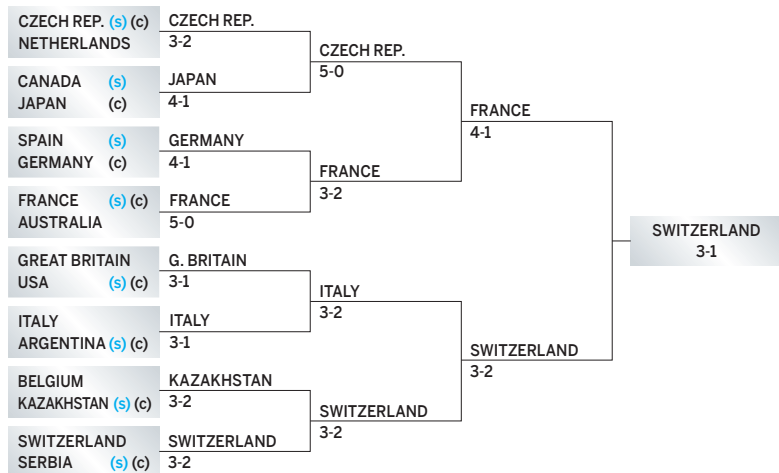 CZECH REP. (s) (c)
NETHERLANDS
CANADA (s)
JAPAN (c)
SPAIN (s)
GERMANY (c)
FRANCE (s) (c)
AUSTRALIA
GREAT BRITAIN
USA (s) (c)
ITALY
ARGENTINA (s) (c)
BELGIUM
KAZAKHSTAN (s) (c)
SWITZERLAND
SERBIA (s) (c)
CZECH REP.
3-2
JAPAN
4-1
GERMANY
4-1
FRANCE
5-0
G. BRITAIN
3-1
ITALY
3-1
KAZAKHSTAN
3-2
SWITZERLAND
3-2
CZECH REP.
5-0
FRANCE
3-2
ITALY
3-2
SWITZERLAND
3-2
FRANCE
4-1
SWITZERLAND
3-2
SWITZERLAND
3-1